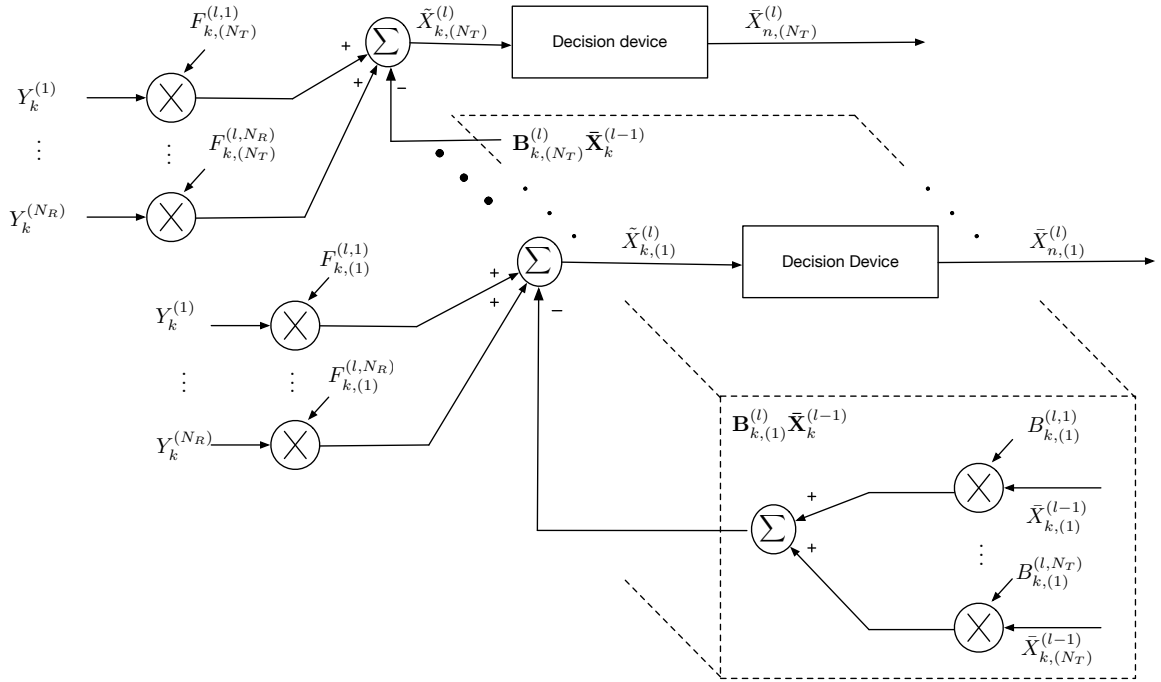 $F_{k,(N_T)}^{(l,1)}$
$\tilde{X}_{k,(N_T)}^{(l)}$
Decision device
$\bar{X}_{n,(N_T)}^{(l)}$
Σ
+
+
−
$Y_k^{(1)}$
⋮ ⋮
$F_{k,(N_T)}^{(l,N_R)}$
$\mathbf{B}_{k,(N_T)}^{(l)} \bar{\mathbf{X}}_k^{(l-1)}$
$Y_k^{(N_R)}$
$F_{k,(1)}^{(l,1)}$
Σ
$\tilde{X}_{k,(1)}^{(l)}$
Decision Device
$\bar{X}_{n,(1)}^{(l)}$
+
+
−
$Y_k^{(1)}$
⋮ ⋮
$F_{k,(1)}^{(l,N_R)}$
$Y_k^{(N_R)}$
$\mathbf{B}_{k,(1)}^{(l)} \bar{\mathbf{X}}_k^{(l-1)}$
$B_{k,(1)}^{(l,1)}$
+
$\bar{X}_{k,(1)}^{(l-1)}$
Σ
+
⋮
$B_{k,(1)}^{(l,N_T)}$
$\bar{X}_{k,(N_T)}^{(l-1)}$